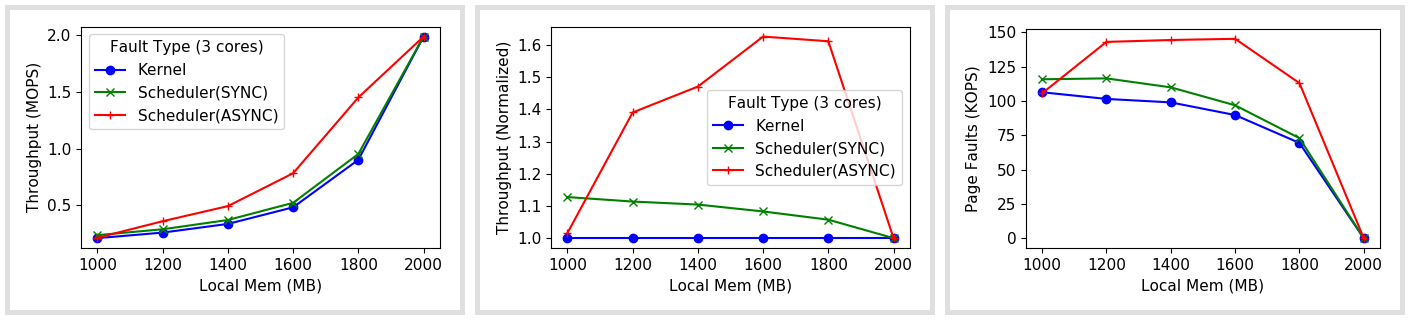 Throughput (MOPS)
2.0
1.5
1.0
0.5
Fault Type (3 cores)
Kernel
Scheduler(SYNC)
Scheduler(ASYNC)
1000 1200 1400 1600 1800 2000
Local Mem (MB)
Throughput (Normalized)
1.6
1.5
1.4
1.3
1.2
1.1
1.0
Fault Type (3 cores)
Kernel
Scheduler(SYNC)
Scheduler(ASYNC)
1000 1200 1400 1600 1800 2000
Local Mem (MB)
Page Faults (KOPS)
150
125
100
75
50
25
0
1000 1200 1400 1600 1800 2000
Local Mem (MB)